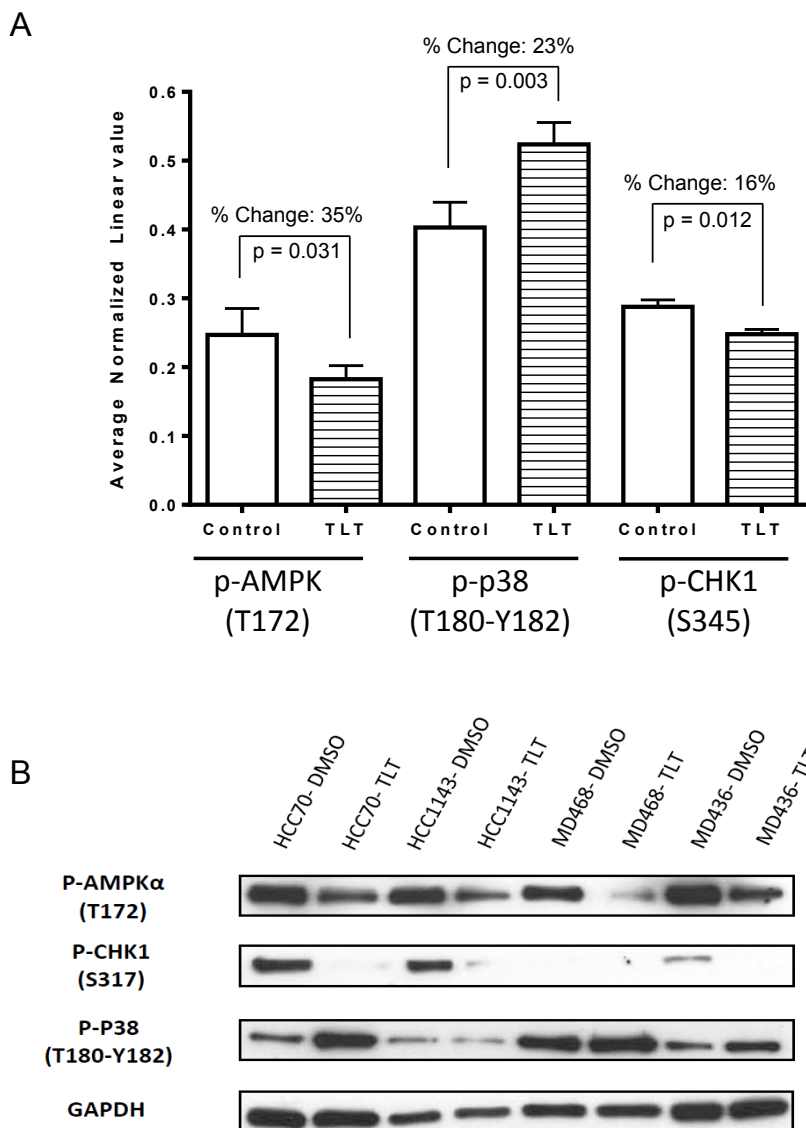 A
% Change: 23%
p = 0.003
% Change: 35%
p = 0.031
% Change: 16%
p = 0.012
Average Normalized Linear value
0.6
0.5
0.4
0.3
0.2
0.1
0.0
Control TLT Control TLT Control TLT
p-AMPK p-p38 p-CHK1
(T172) (T180-Y182) (S345)
B
HCC70- DMSO
HCC70- TLT
HCC1143- DMSO
HCC1143- TLT
MD468- DMSO
MD468- TLT
MD436- DMSO
MD436- TLT
P-AMPKα
(T172)
P-CHK1
(S317)
P-P38
(T180-Y182)
GAPDH